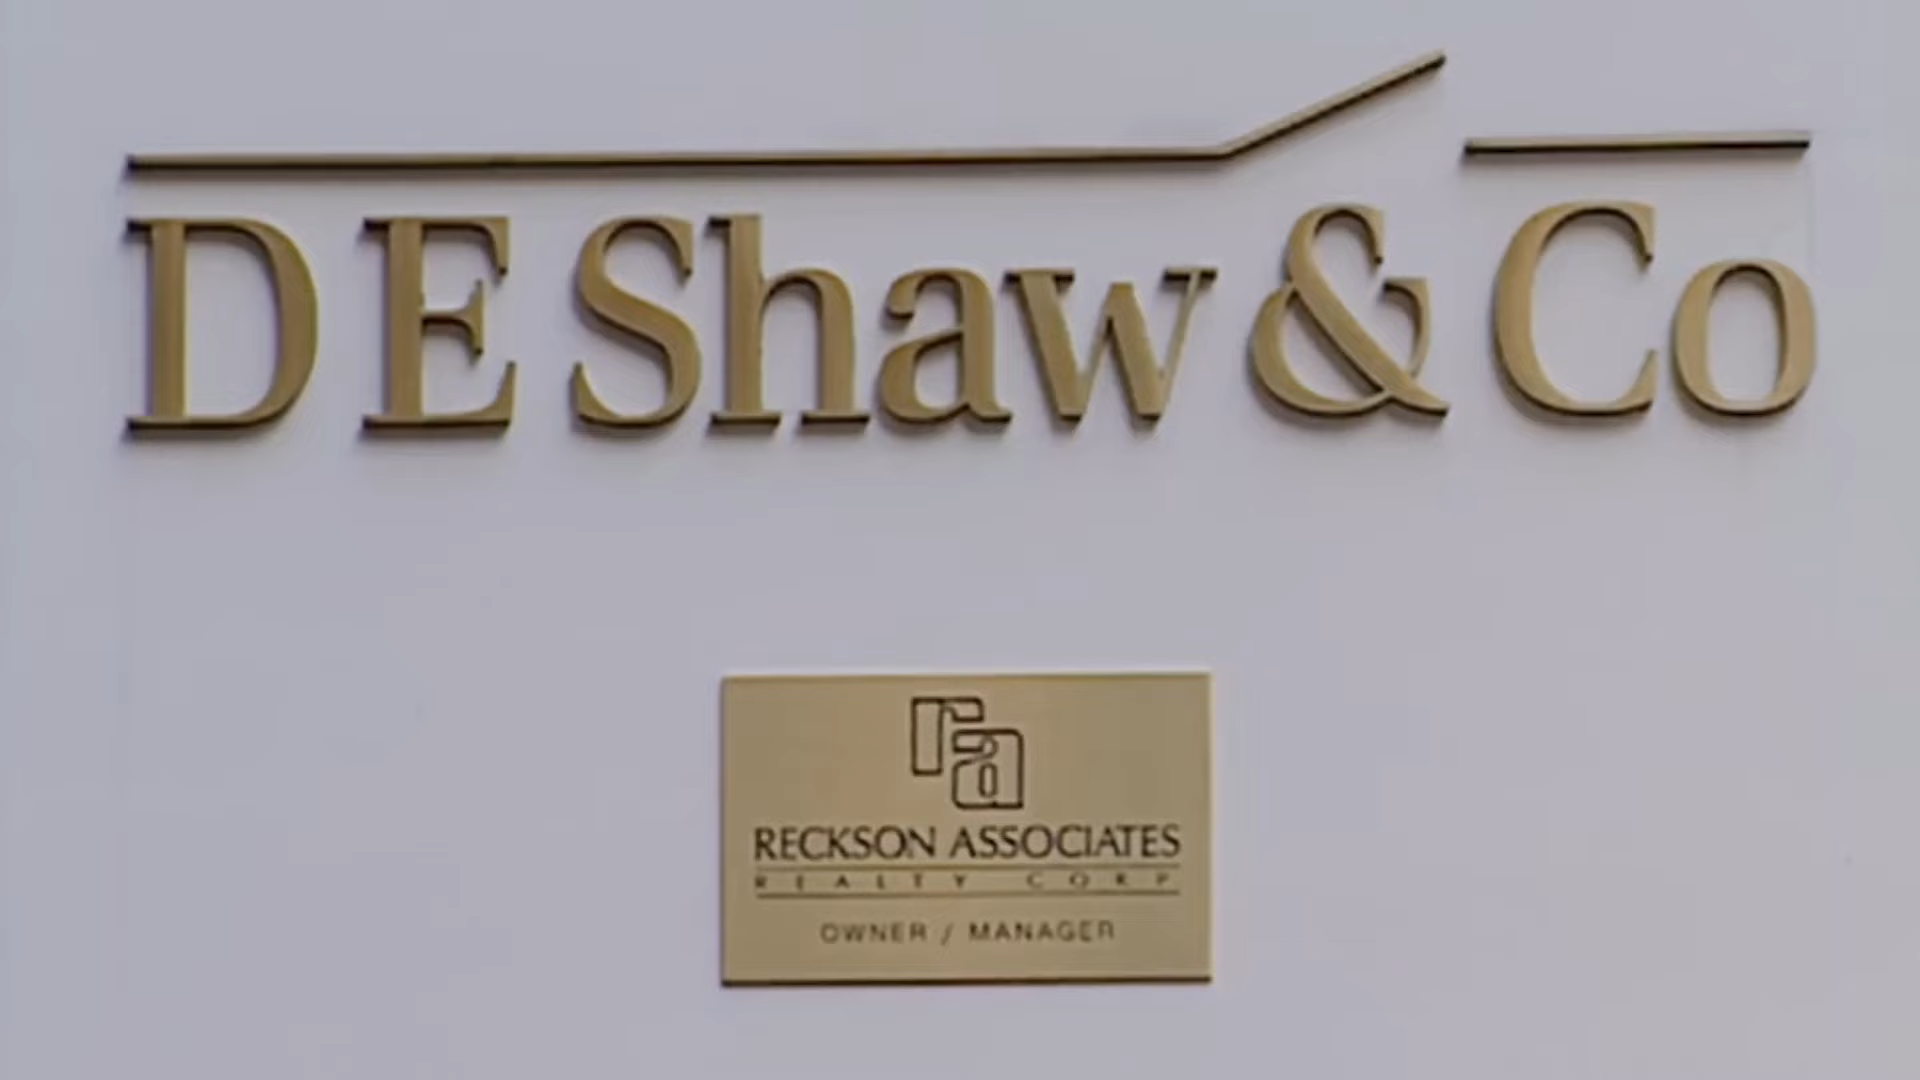 D E Shaw & Co
ra
RECKSON ASSOCIATES
REALTY CORP
OWNER / MANAGER